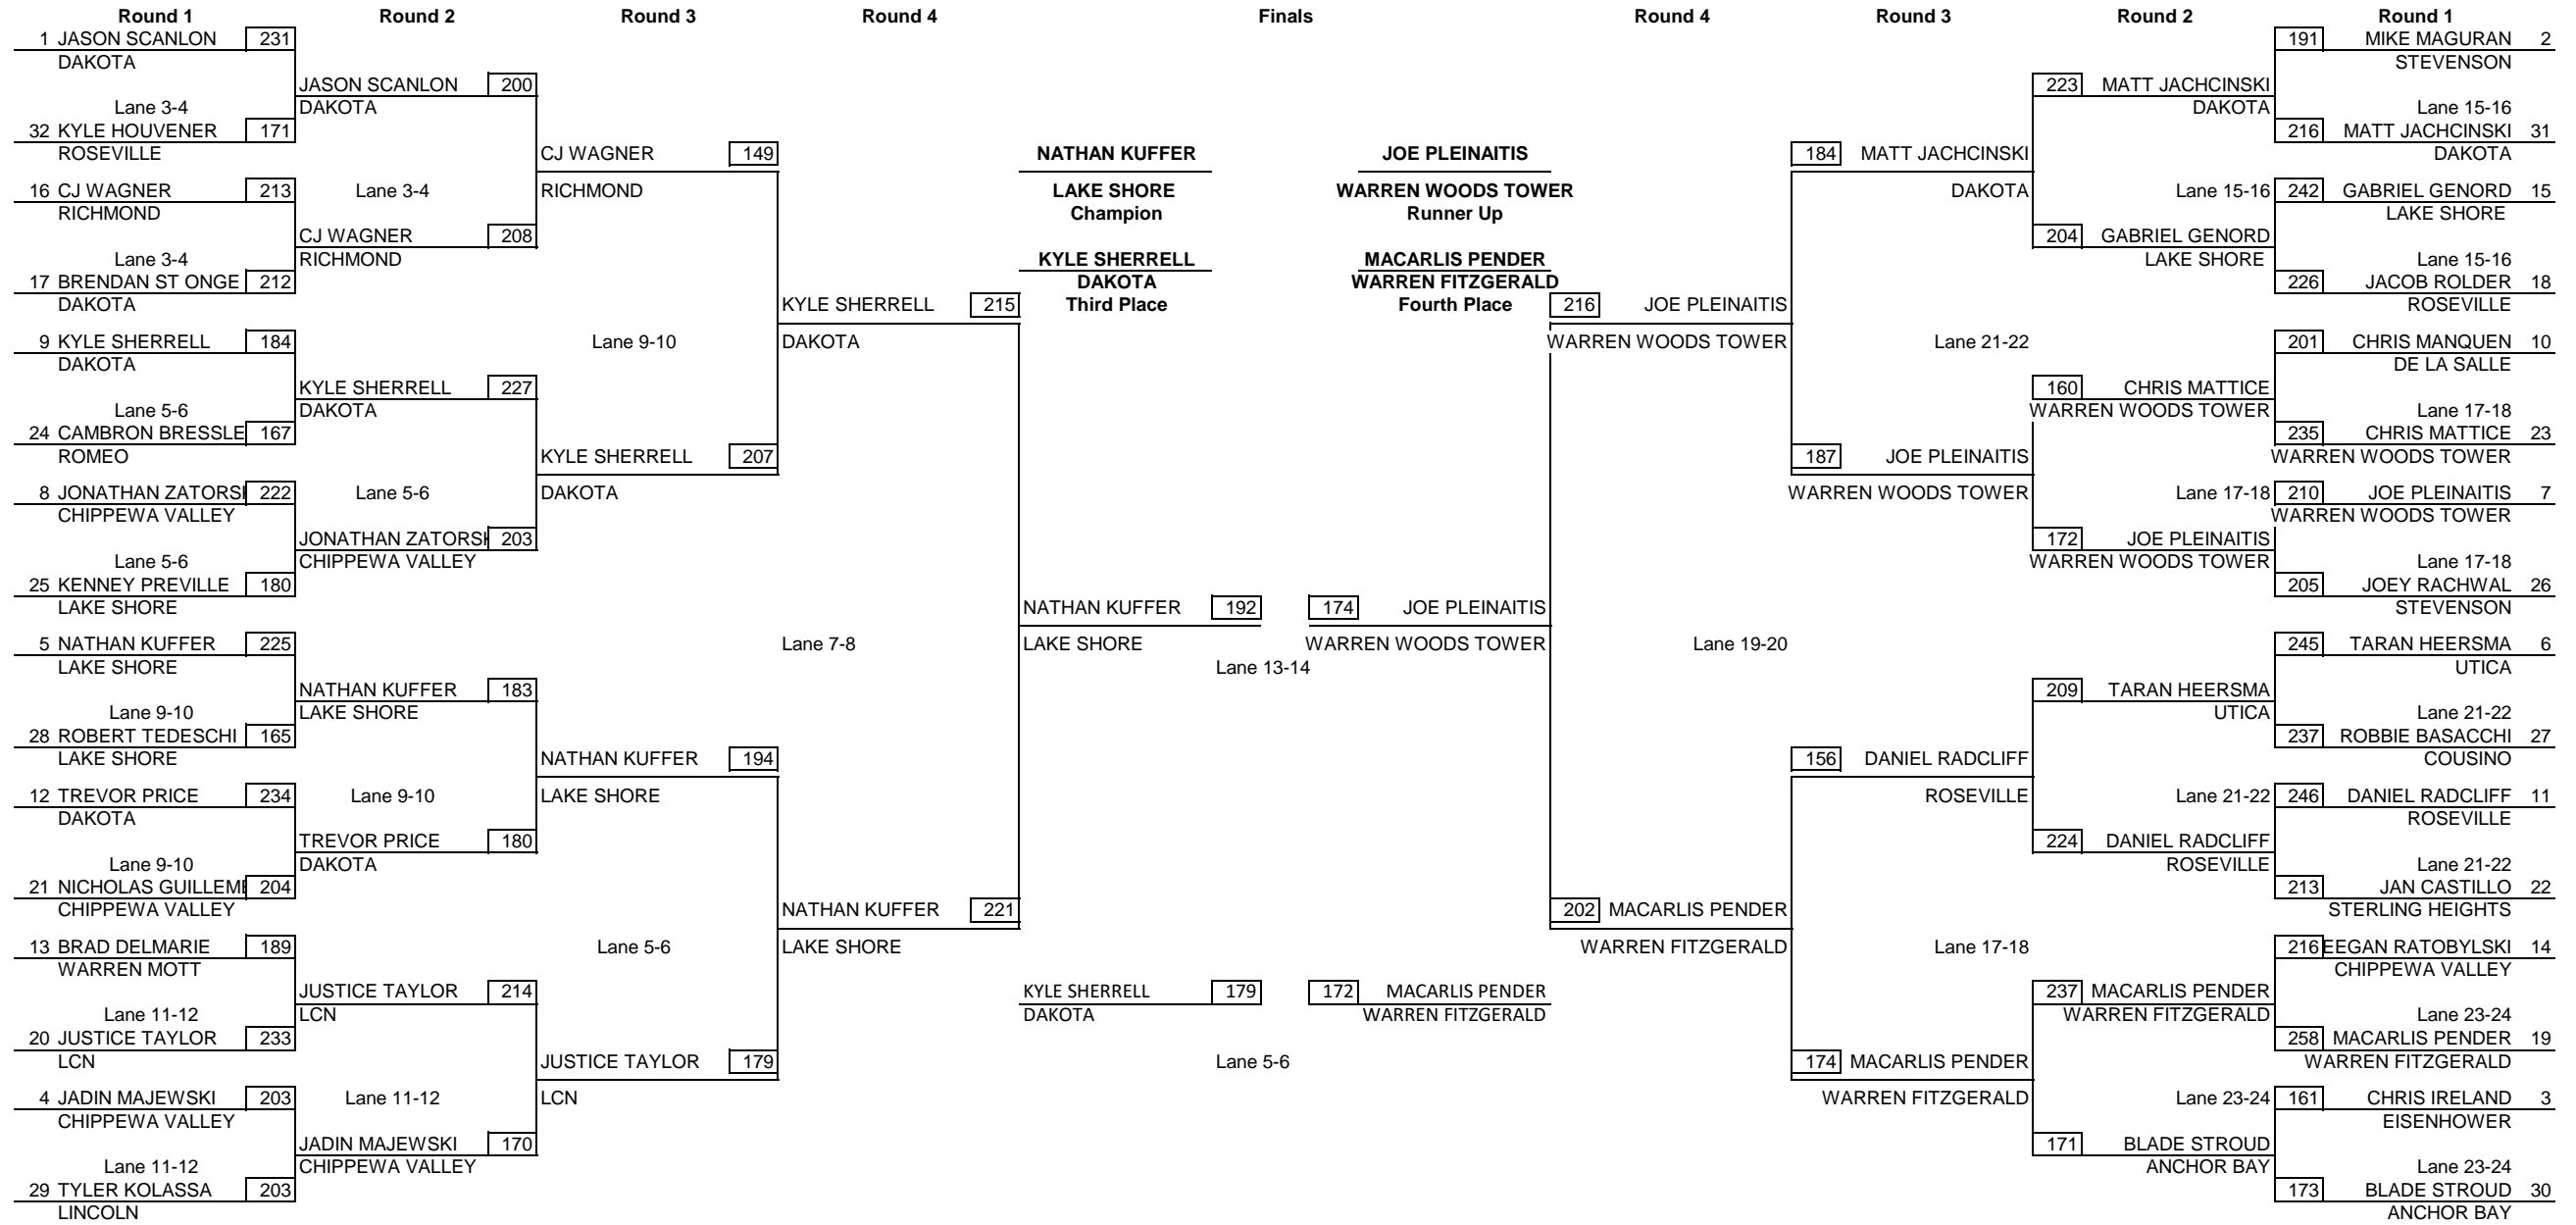 Round 1 Round 2 Round 3 Round 4 Finals Round 4 Round 3 Round 2 Round 1
1 JASON SCANLON 231
DAKOTA
Lane 3-4
32 KYLE HOUVENER 171
ROSEVILLE
16 CJ WAGNER 213
RICHMOND
Lane 3-4
17 BRENDAN ST ONGE 212
DAKOTA
9 KYLE SHERRELL 184
DAKOTA
Lane 5-6
24 CAMBRON BRESSLE 167
ROMEO
8 JONATHAN ZATORSI 222
CHIPPEWA VALLEY
Lane 5-6
25 KENNEY PREVILLE 180
LAKE SHORE
5 NATHAN KUFFER 225
LAKE SHORE
Lane 9-10
28 ROBERT TEDESCHI 165
LAKE SHORE
12 TREVOR PRICE 234
DAKOTA
Lane 9-10
21 NICHOLAS GUILLEME 204
CHIPPEWA VALLEY
13 BRAD DELMARIE 189
WARREN MOTT
Lane 11-12
20 JUSTICE TAYLOR 233
LCN
4 JADIN MAJEWSKI 203
CHIPPEWA VALLEY
Lane 11-12
29 TYLER KOLASSA 203
LINCOLN
JASON SCANLON 200
DAKOTA
Lane 3-4
CJ WAGNER 208
RICHMOND
KYLE SHERRELL 227
DAKOTA
Lane 5-6
JONATHAN ZATORSK 203
CHIPPEWA VALLEY
NATHAN KUFFER 183
LAKE SHORE
Lane 9-10
TREVOR PRICE 180
DAKOTA
JUSTICE TAYLOR 214
LCN
Lane 11-12
JADIN MAJEWSKI 170
CHIPPEWA VALLEY
CJ WAGNER 149
RICHMOND
Lane 9-10
KYLE SHERRELL 207
DAKOTA
NATHAN KUFFER 194
LAKE SHORE
Lane 5-6
JUSTICE TAYLOR 179
LCN
KYLE SHERRELL 215
DAKOTA
Lane 7-8
NATHAN KUFFER 221
LAKE SHORE
NATHAN KUFFER
LAKE SHORE
Champion
JOE PLEINAITIS
WARREN WOODS TOWER
Runner Up
KYLE SHERRELL
DAKOTA
Third Place
MACARLIS PENDER
WARREN FITZGERALD
Fourth Place
NATHAN KUFFER 192
LAKE SHORE
174 JOE PLEINAITIS
WARREN WOODS TOWER
Lane 13-14
KYLE SHERRELL 179
DAKOTA
172 MACARLIS PENDER
WARREN FITZGERALD
Lane 5-6
216 JOE PLEINAITIS
WARREN WOODS TOWER
Lane 19-20
202 MACARLIS PENDER
WARREN FITZGERALD
184 MATT JACHCINSKI
DAKOTA
Lane 21-22
187 JOE PLEINAITIS
WARREN WOODS TOWER
156 DANIEL RADCLIFF
ROSEVILLE
Lane 17-18
174 MACARLIS PENDER
WARREN FITZGERALD
223 MATT JACHCINSKI
DAKOTA
Lane 15-16
204 GABRIEL GENORD
LAKE SHORE
160 CHRIS MATTICE
WARREN WOODS TOWER
Lane 17-18
172 JOE PLEINAITIS
WARREN WOODS TOWER
209 TARAN HEERSMA
UTICA
Lane 21-22
224 DANIEL RADCLIFF
ROSEVILLE
237 MACARLIS PENDER
WARREN FITZGERALD
Lane 23-24
171 BLADE STROUD
ANCHOR BAY
191 MIKE MAGURAN 2
STEVENSON
Lane 15-16
216 MATT JACHCINSKI 31
DAKOTA
242 GABRIEL GENORD 15
LAKE SHORE
Lane 15-16
226 JACOB ROLDER 18
ROSEVILLE
201 CHRIS MANQUEN 10
DE LA SALLE
Lane 17-18
235 CHRIS MATTICE 23
WARREN WOODS TOWER
210 JOE PLEINAITIS 7
WARREN WOODS TOWER
Lane 17-18
205 JOEY RACHWAL 26
STEVENSON
245 TARAN HEERSMA 6
UTICA
Lane 21-22
237 ROBBIE BASACCHI 27
COUSINO
246 DANIEL RADCLIFF 11
ROSEVILLE
Lane 21-22
213 JAN CASTILLO 22
STERLING HEIGHTS
216 EEGAN RATOBYLSKI 14
CHIPPEWA VALLEY
Lane 23-24
258 MACARLIS PENDER 19
WARREN FITZGERALD
161 CHRIS IRELAND 3
EISENHOWER
Lane 23-24
173 BLADE STROUD 30
ANCHOR BAY